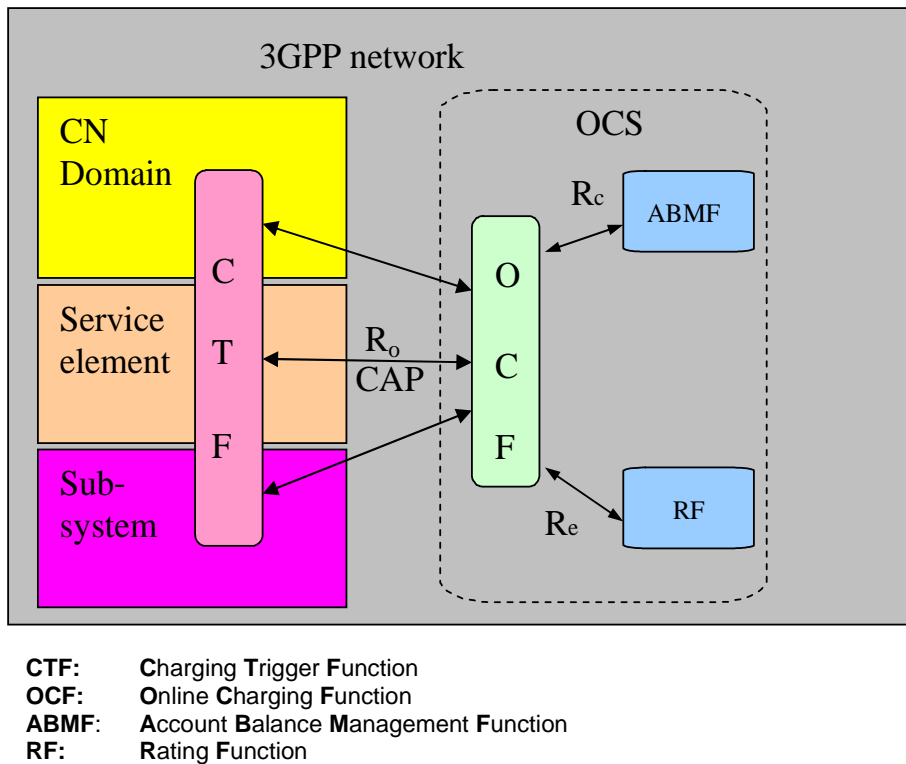 3GPP network
CN
Domain
Service
element
Sub-
system
C
T
F
Ro
CAP
OCS
O
C
F
Rc
ABMF
Re
RF
CTF: Charging Trigger Function
OCF: Online Charging Function
ABMF: Account Balance Management Function
RF: Rating Function